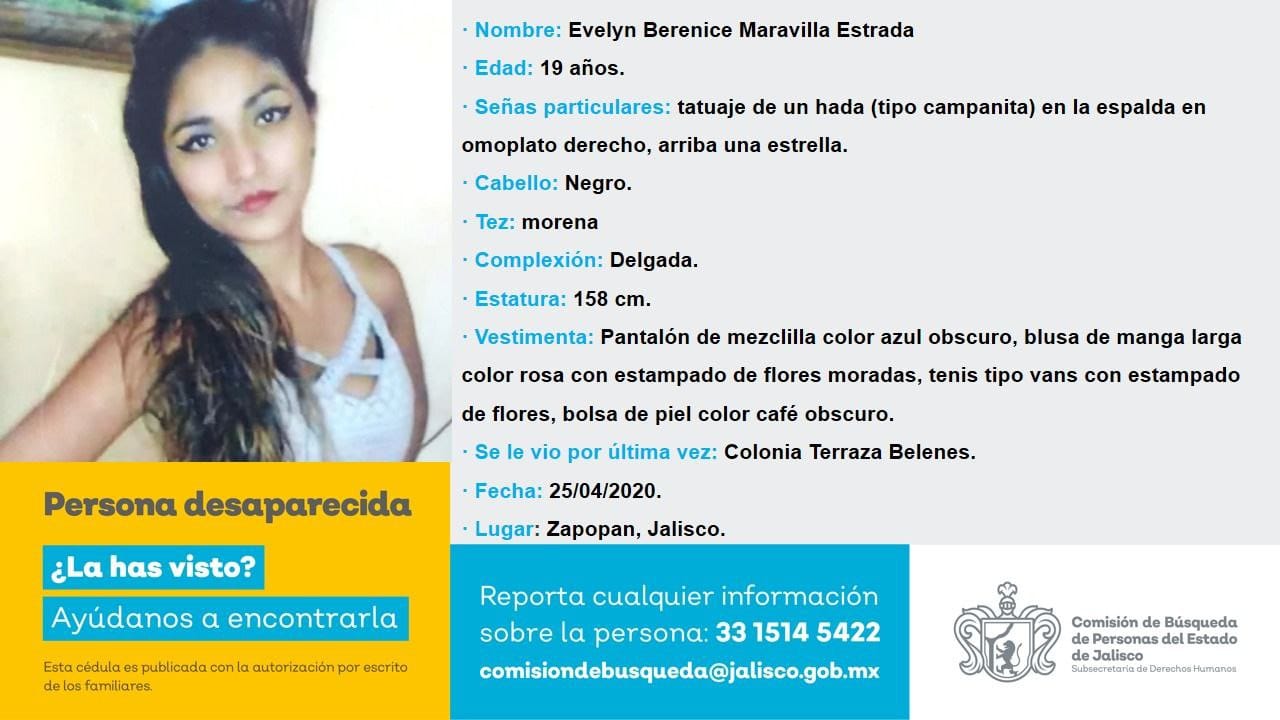 · Nombre: Evelyn Berenice Maravilla Estrada
· Edad: 19 años.
· Señas particulares: tatuaje de un hada (tipo campanita) en la espalda en
omoplato derecho, arriba una estrella.
· Cabello: Negro.
· Tez: morena
· Complexión: Delgada.
· Estatura: 158 cm.
· Vestimenta: Pantalón de mezclilla color azul obscuro, blusa de manga larga
color rosa con estampado de flores moradas, tenis tipo vans con estampado
de flores, bolsa de piel color café obscuro.
· Se le vio por última vez: Colonia Terraza Belenes.
· Fecha: 25/04/2020.
· Lugar: Zapopan, Jalisco.
Persona desaparecida
¿La has visto?
Ayúdanos a encontrarla
Esta cédula es publicada con la autorización por escrito
de los familiares.
Reporta cualquier información
sobre la persona: 33 1514 5422
comisiondebusqueda@jalisco.gob.mx
Comisión de Búsqueda
de Personas del Estado
de Jalisco
Subsecretaría de Derechos Humanos